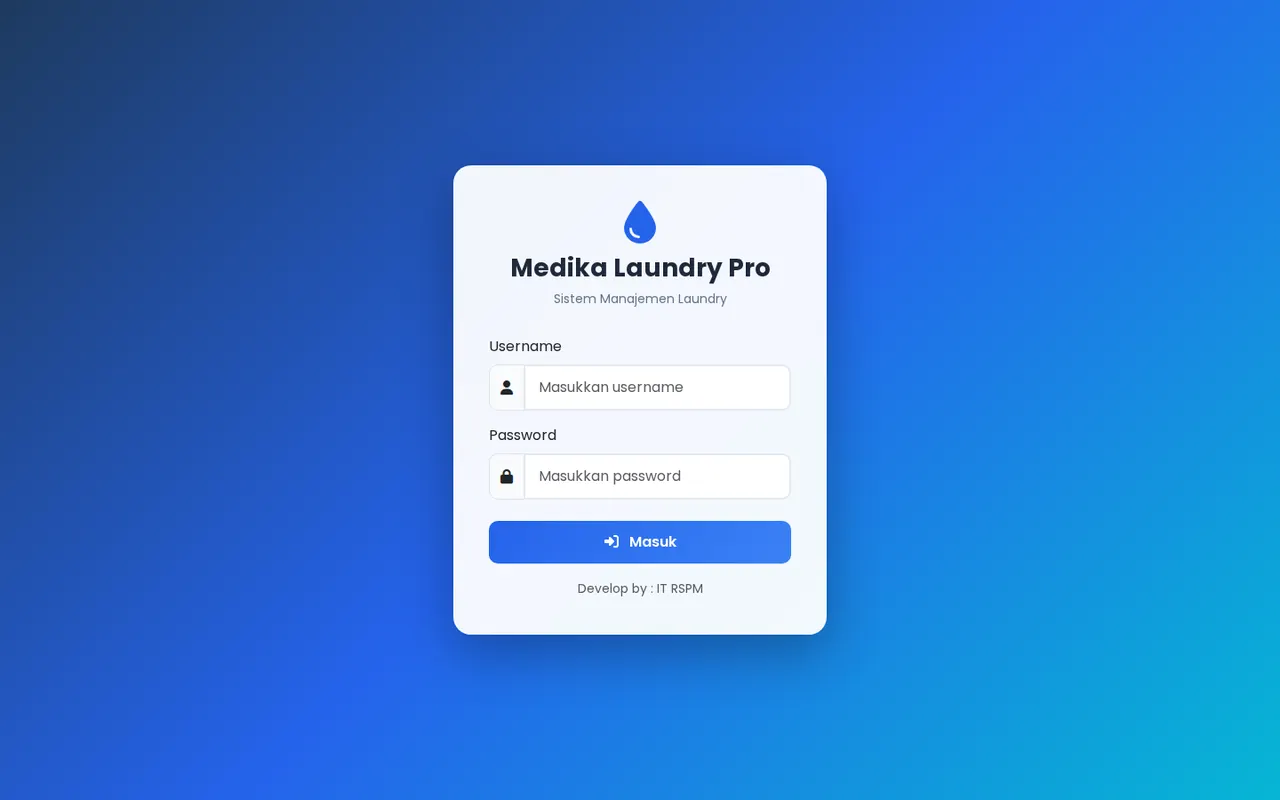 Medika Laundry Pro
Sistem Manajemen Laundry
Username
Masukkan username
Password
Masukkan password
Masuk
Develop by : IT RSPM